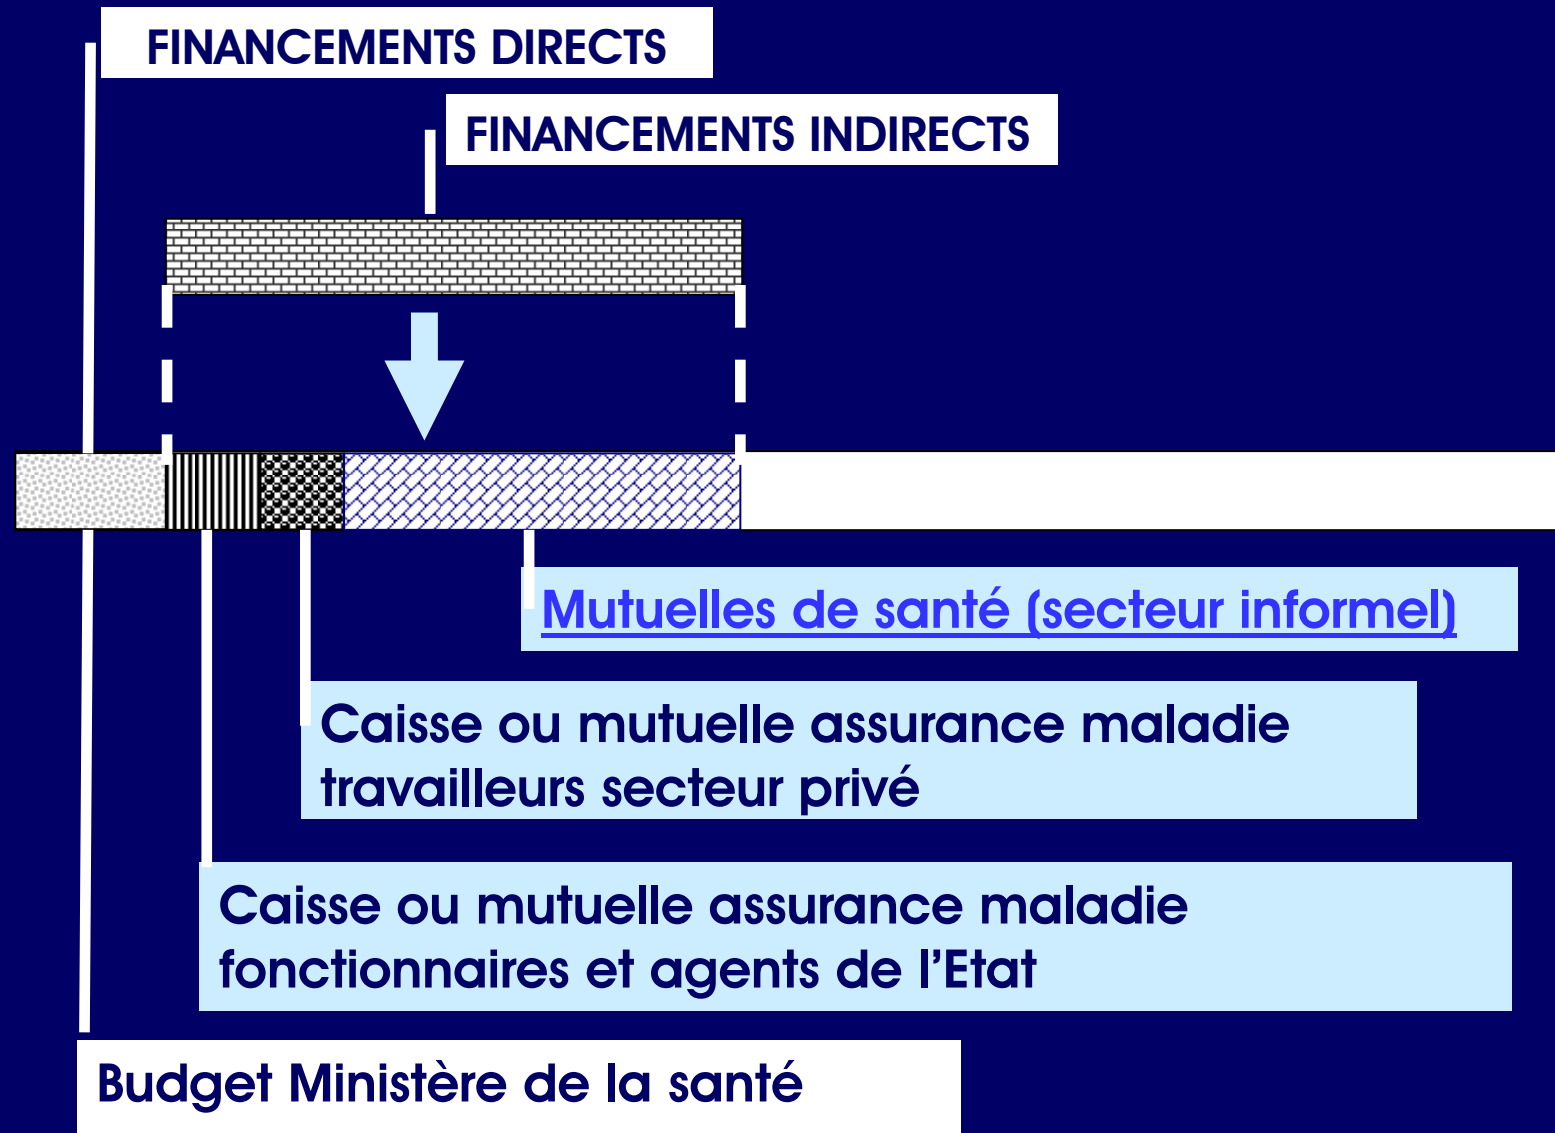 FINANCEMENTS DIRECTS
FINANCEMENTS INDIRECTS
Mutuelles de santé (secteur informel)
Caisse ou mutuelle assurance maladie
travailleurs secteur privé
Caisse ou mutuelle assurance maladie
fonctionnaires et agents de l’Etat
Budget Ministère de la santé